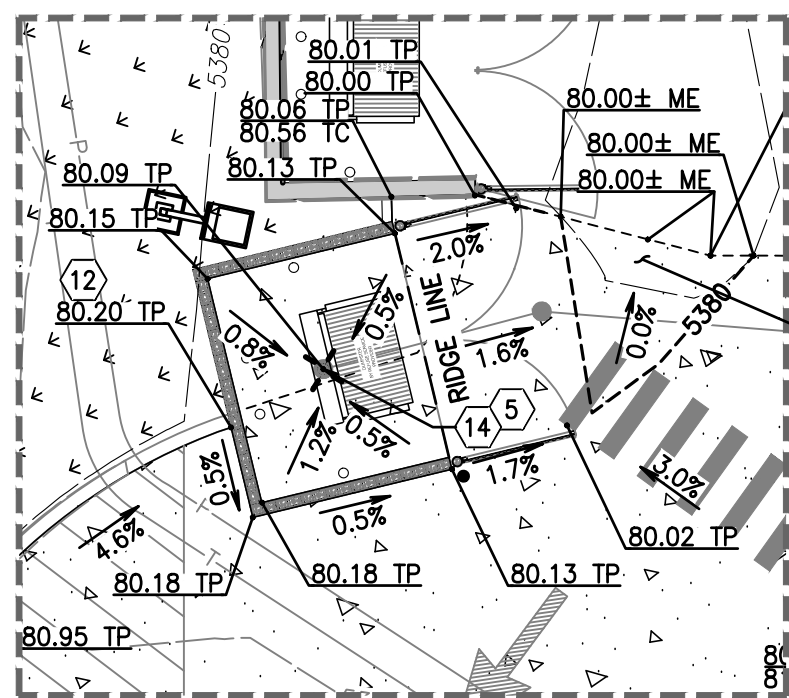 5380
80.01 TP
80.00 TP
80.06 TP
80.56 TC
80.00± ME
80.00± ME
80.00± ME
80.13 TP
80.09 TP
80.15 TP
P
12
80.20 TP
2.0%
RIDGE LINE
0.5%
0.8%
1.6%
0.0%
5380
5
14
1.2%
0.5%
0.5%
1.7%
3.0%
0.5%
4.6%
T
T
80.02 TP
80.18 TP
80.18 TP
80.13 TP
80.95 TP